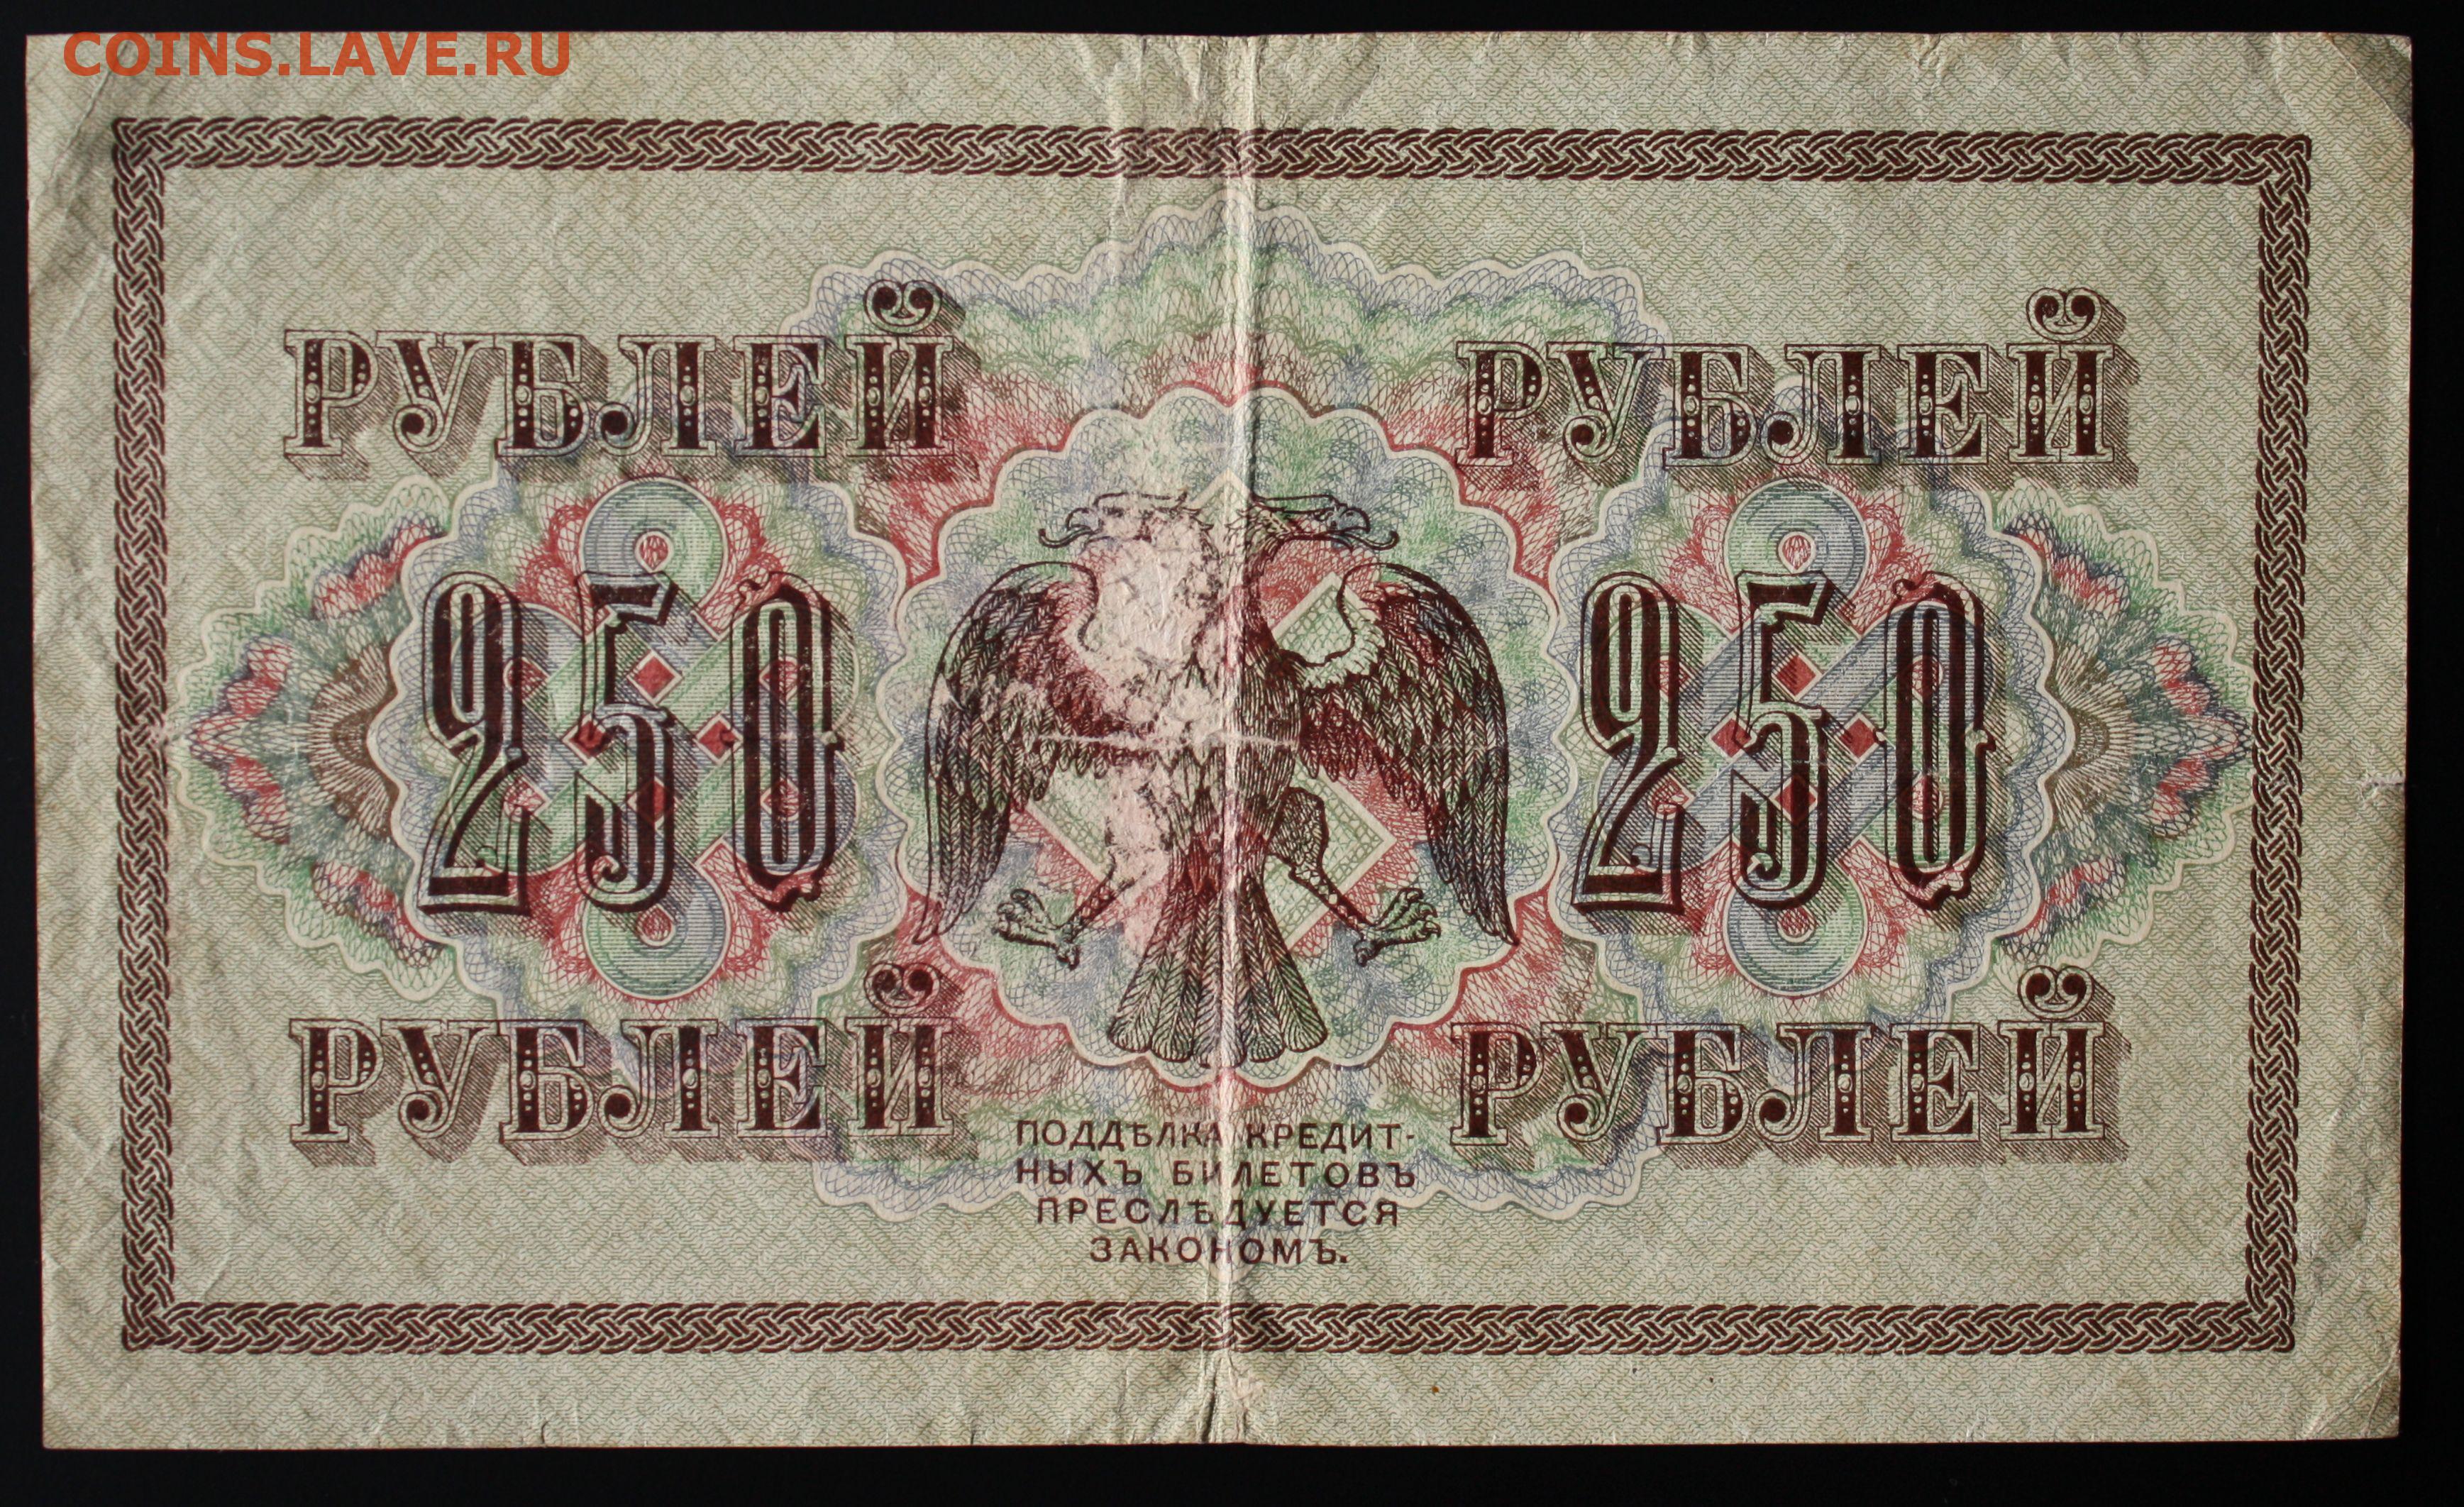 COINS.LAVE.RU
РУБЛЕЙ РУБЛЕЙ
250 250
РУБЛЕЙ РУБЛЕЙ
ПОДДѢЛКА КРЕДИТ-
НЫХЪ БИЛЕТОВЪ
ПРЕСЛѢДУЕТСЯ
ЗАКОНОМЪ.